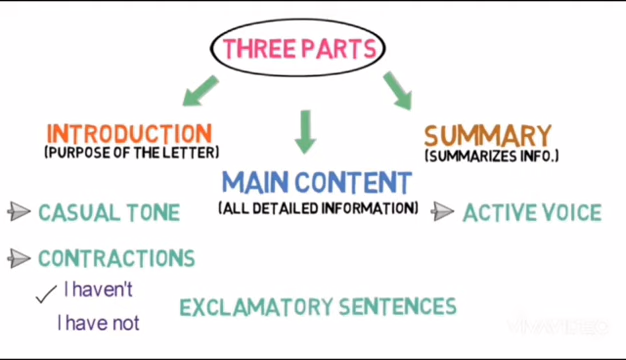 THREE PARTS
INTRODUCTION
(PURPOSE OF THE LETTER)
SUMMARY
(SUMMARIZES INFO.)
MAIN CONTENT
(ALL DETAILED INFORMATION)
CASUAL TONE
ACTIVE VOICE
CONTRACTIONS
I haven't
EXCLAMATORY SENTENCES
I have not
VIVAVIDEO